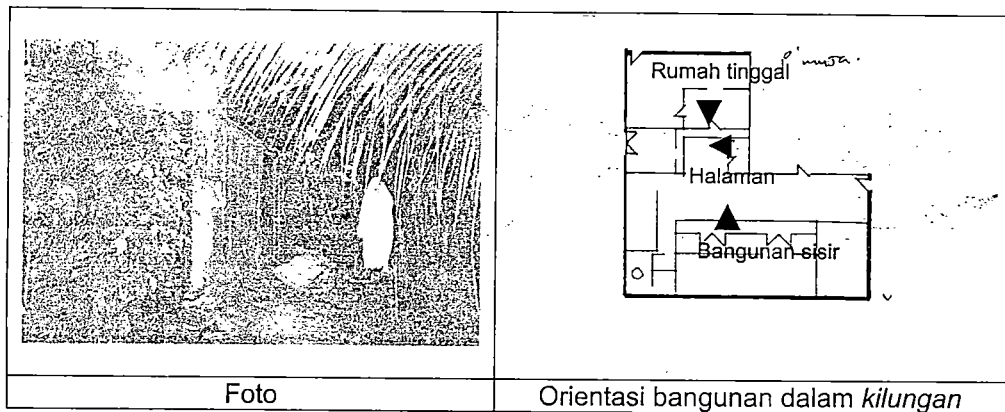 Rumah tinggal
Halaman
Bangunan sisir
Foto
Orientasi bangunan dalam kilungan